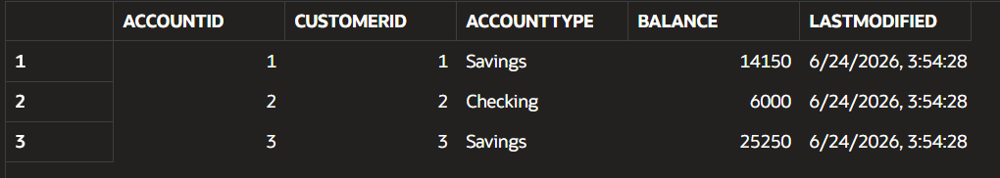 ACCOUNTID CUSTOMERID ACCOUNTTYPE BALANCE LASTMODIFIED
1 1 1 Savings 14150 6/24/2026, 3:54:28
2 2 2 Checking 6000 6/24/2026, 3:54:28
3 3 3 Savings 25250 6/24/2026, 3:54:28